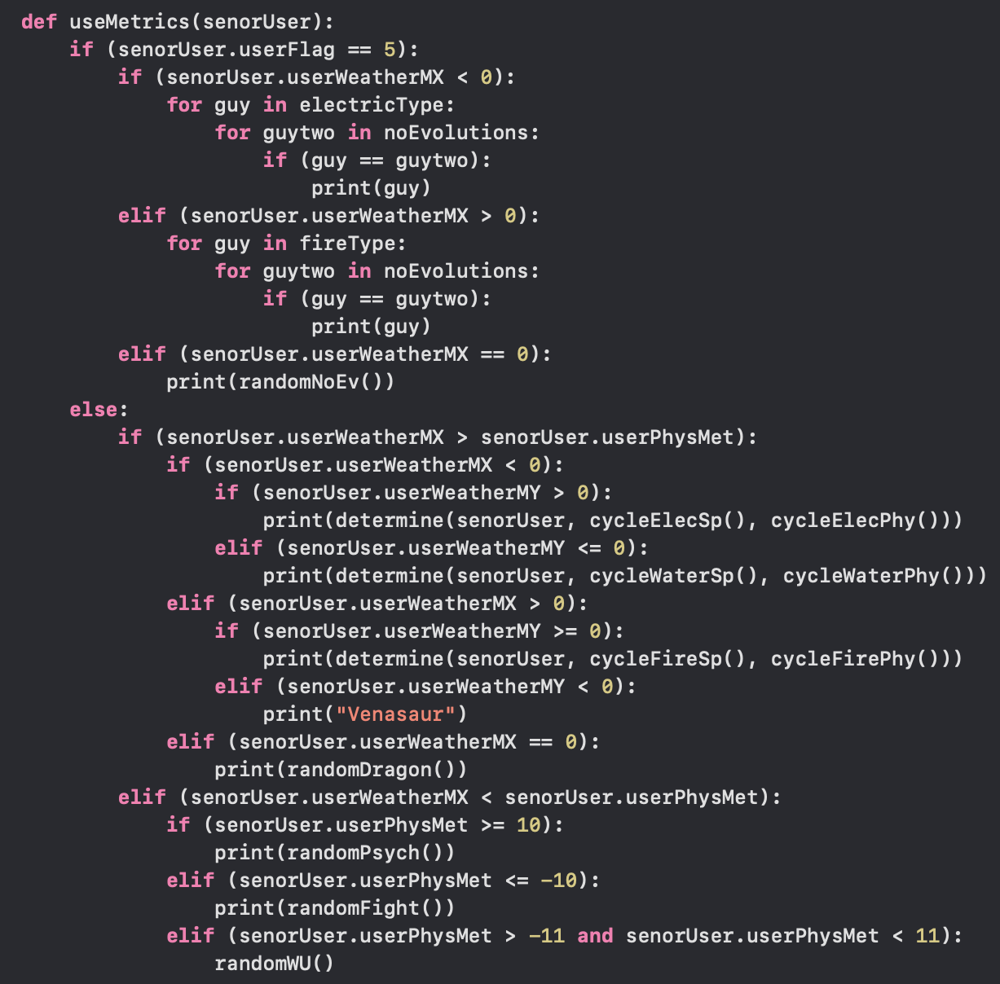 def useMetrics(senorUser):
    if (senorUser.userFlag == 5):
        if (senorUser.userWeatherMX < 0):
            for guy in electricType:
                for guytwo in noEvolutions:
                    if (guy == guytwo):
                        print(guy)
        elif (senorUser.userWeatherMX > 0):
            for guy in fireType:
                for guytwo in noEvolutions:
                    if (guy == guytwo):
                        print(guy)
        elif (senorUser.userWeatherMX == 0):
            print(randomNoEv())
    else:
        if (senorUser.userWeatherMX > senorUser.userPhysMet):
            if (senorUser.userWeatherMX < 0):
                if (senorUser.userWeatherMY > 0):
                    print(determine(senorUser, cycleElecSp(), cycleElecPhy()))
                elif (senorUser.userWeatherMY <= 0):
                    print(determine(senorUser, cycleWaterSp(), cycleWaterPhy()))
            elif (senorUser.userWeatherMX > 0):
                if (senorUser.userWeatherMY >= 0):
                    print(determine(senorUser, cycleFireSp(), cycleFirePhy()))
                elif (senorUser.userWeatherMY < 0):
                    print("Venasaur")
            elif (senorUser.userWeatherMX == 0):
                print(randomDragon())
        elif (senorUser.userWeatherMX < senorUser.userPhysMet):
            if (senorUser.userPhysMet >= 10):
                print(randomPsych())
            elif (senorUser.userPhysMet <= -10):
                print(randomFight())
            elif (senorUser.userPhysMet > -11 and senorUser.userPhysMet < 11):
                randomWU()